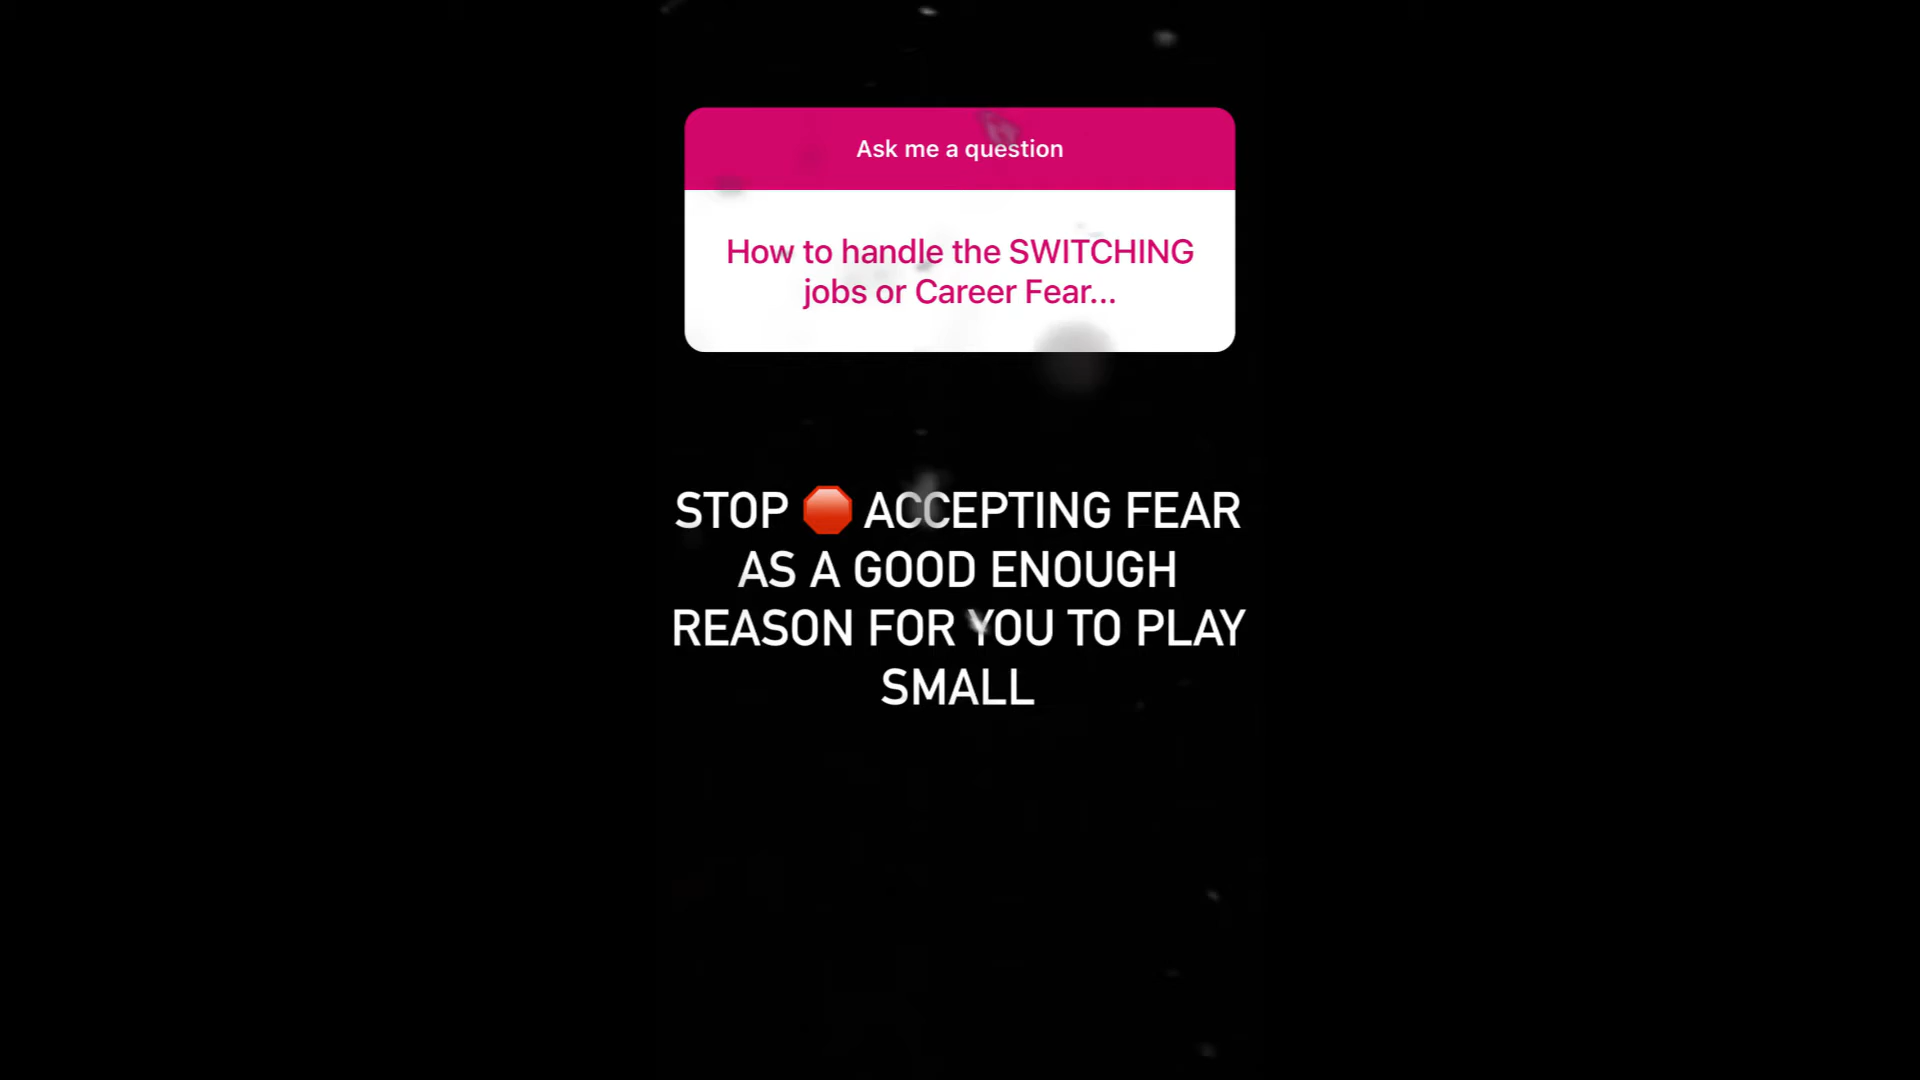 Ask me a question
How to handle the SWITCHING
jobs or Career Fear...
STOP 🛑 ACCEPTING FEAR
AS A GOOD ENOUGH
REASON FOR YOU TO PLAY
SMALL